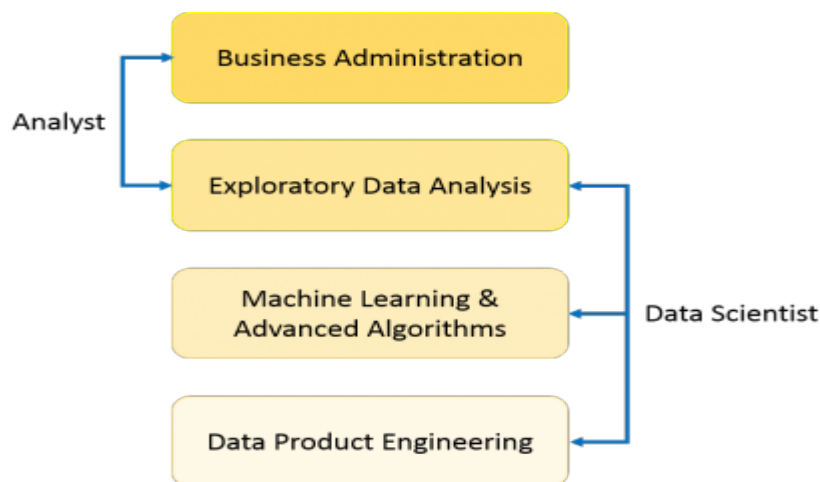 Business Administration
Analyst
Exploratory Data Analysis
Machine Learning &
Advanced Algorithms
Data Scientist
Data Product Engineering